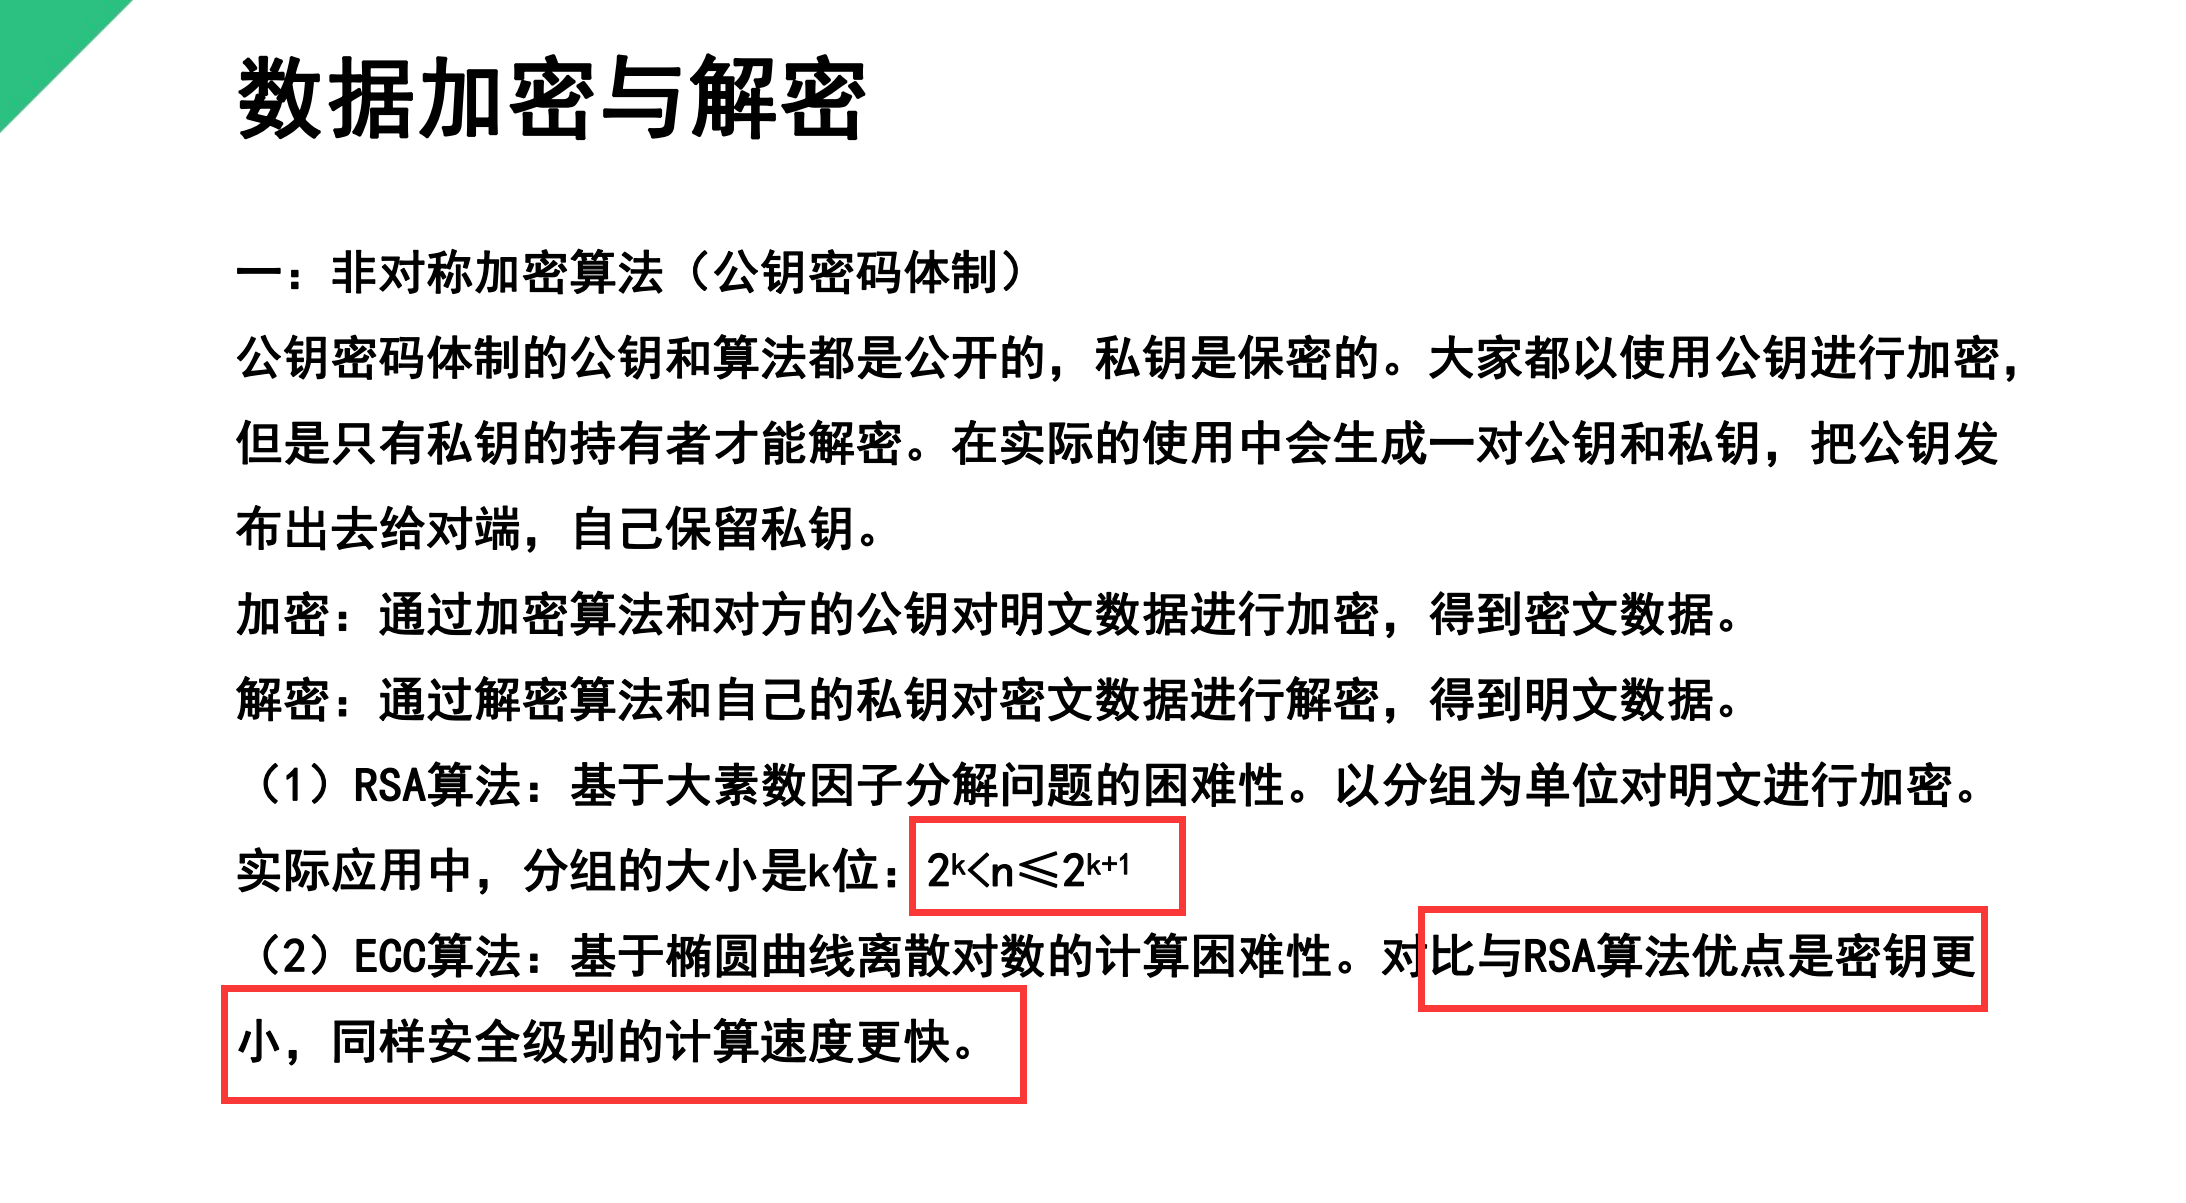 数据加密与解密
一：非对称加密算法（公钥密码体制）
公钥密码体制的公钥和算法都是公开的，私钥是保密的。大家都以使用公钥进行加密，
但是只有私钥的持有者才能解密。在实际的使用中会生成一对公钥和私钥，把公钥发
布出去给对端，自己保留私钥。
加密：通过加密算法和对方的公钥对明文数据进行加密，得到密文数据。
解密：通过解密算法和自己的私钥对密文数据进行解密，得到明文数据。
（1）RSA算法：基于大素数因子分解问题的困难性。以分组为单位对明文进行加密。
实际应用中，分组的大小是k位：2ᵏ<n≤2ᵏ⁺¹
（2）ECC算法：基于椭圆曲线离散对数的计算困难性。对比与RSA算法优点是密钥更
小，同样安全级别的计算速度更快。